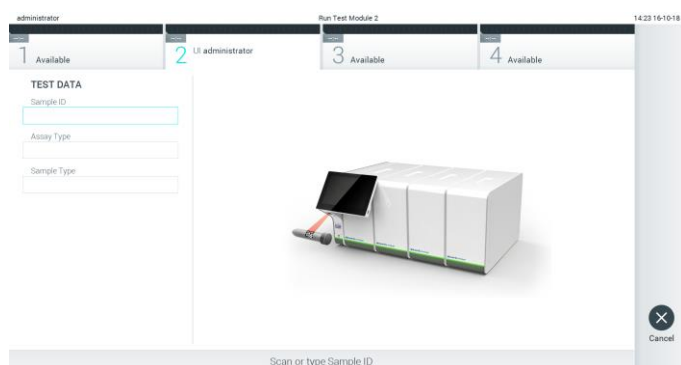 administrator
Run Test Module 2
14:23 16-10-18
1 Available
2 UI administrator
3 Available
4 Available
TEST DATA
Sample ID
Assay Type
Sample Type
Cancel
Scan or type Sample ID